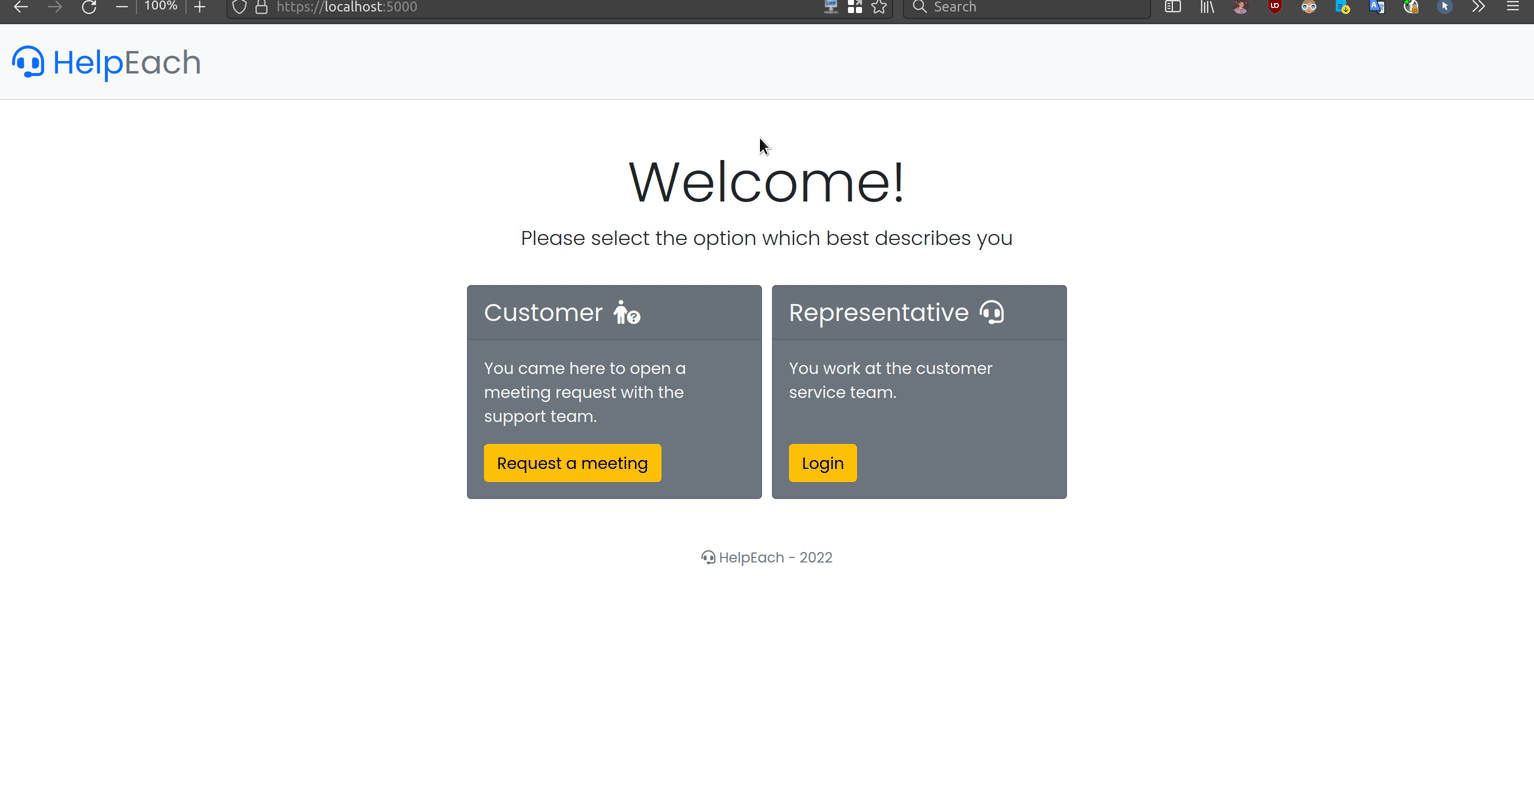 100%
https://localhost:5000
Search
HelpEach
Welcome!
Please select the option which best describes you
Customer
Representative
You came here to open a
meeting request with the
support team.
You work at the customer
service team.
Request a meeting
Login
HelpEach - 2022